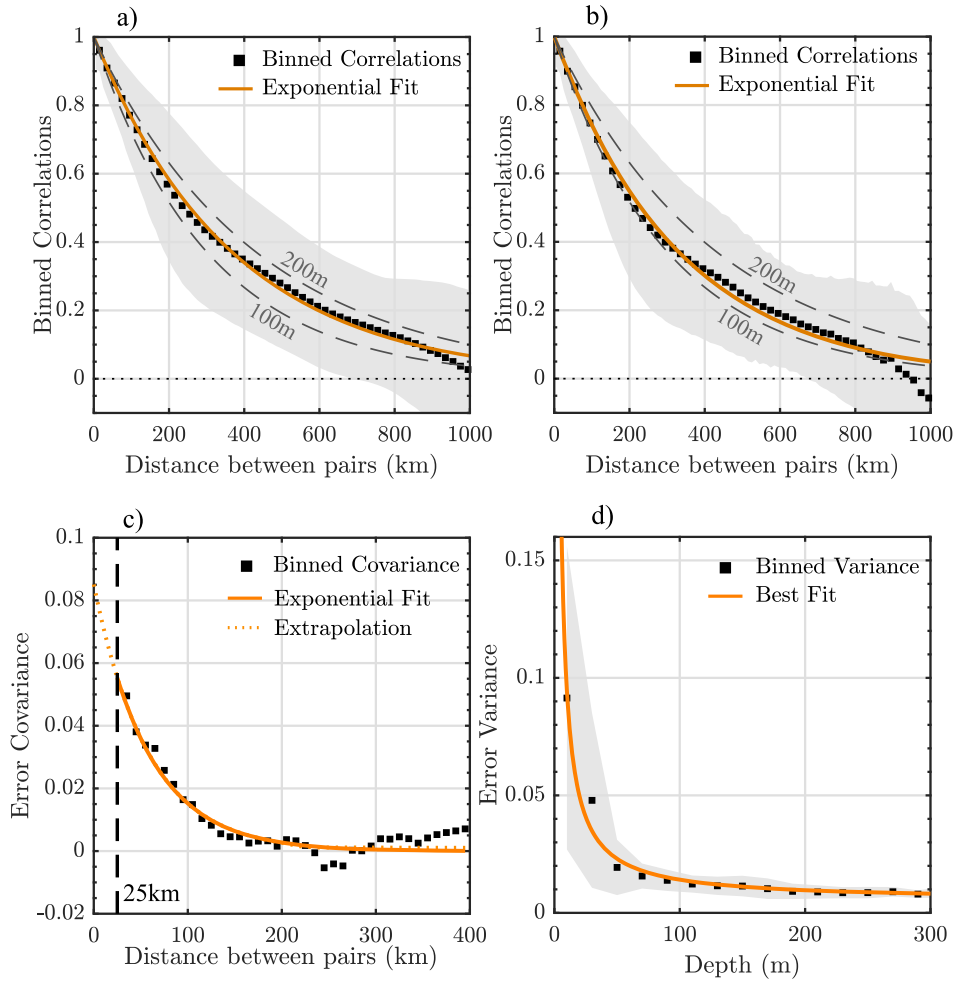 a)
1
0.8
0.6
0.4
0.2
0
Binned Correlations
Binned Correlations
Exponential Fit
200m
100m
0 200 400 600 800 1000
Distance between pairs (km)
b)
1
0.8
0.6
0.4
0.2
0
Binned Correlations
Binned Correlations
Exponential Fit
200m
100m
0 200 400 600 800 1000
Distance between pairs (km)
c)
0.1
0.08
0.06
0.04
0.02
0
-0.02
Error Covariance
Binned Covariance
Exponential Fit
Extrapolation
25km
0 100 200 300 400
Distance between pairs (km)
d)
0.15
0.1
0.05
0
Error Variance
Binned Variance
Best Fit
0 100 200 300
Depth (m)